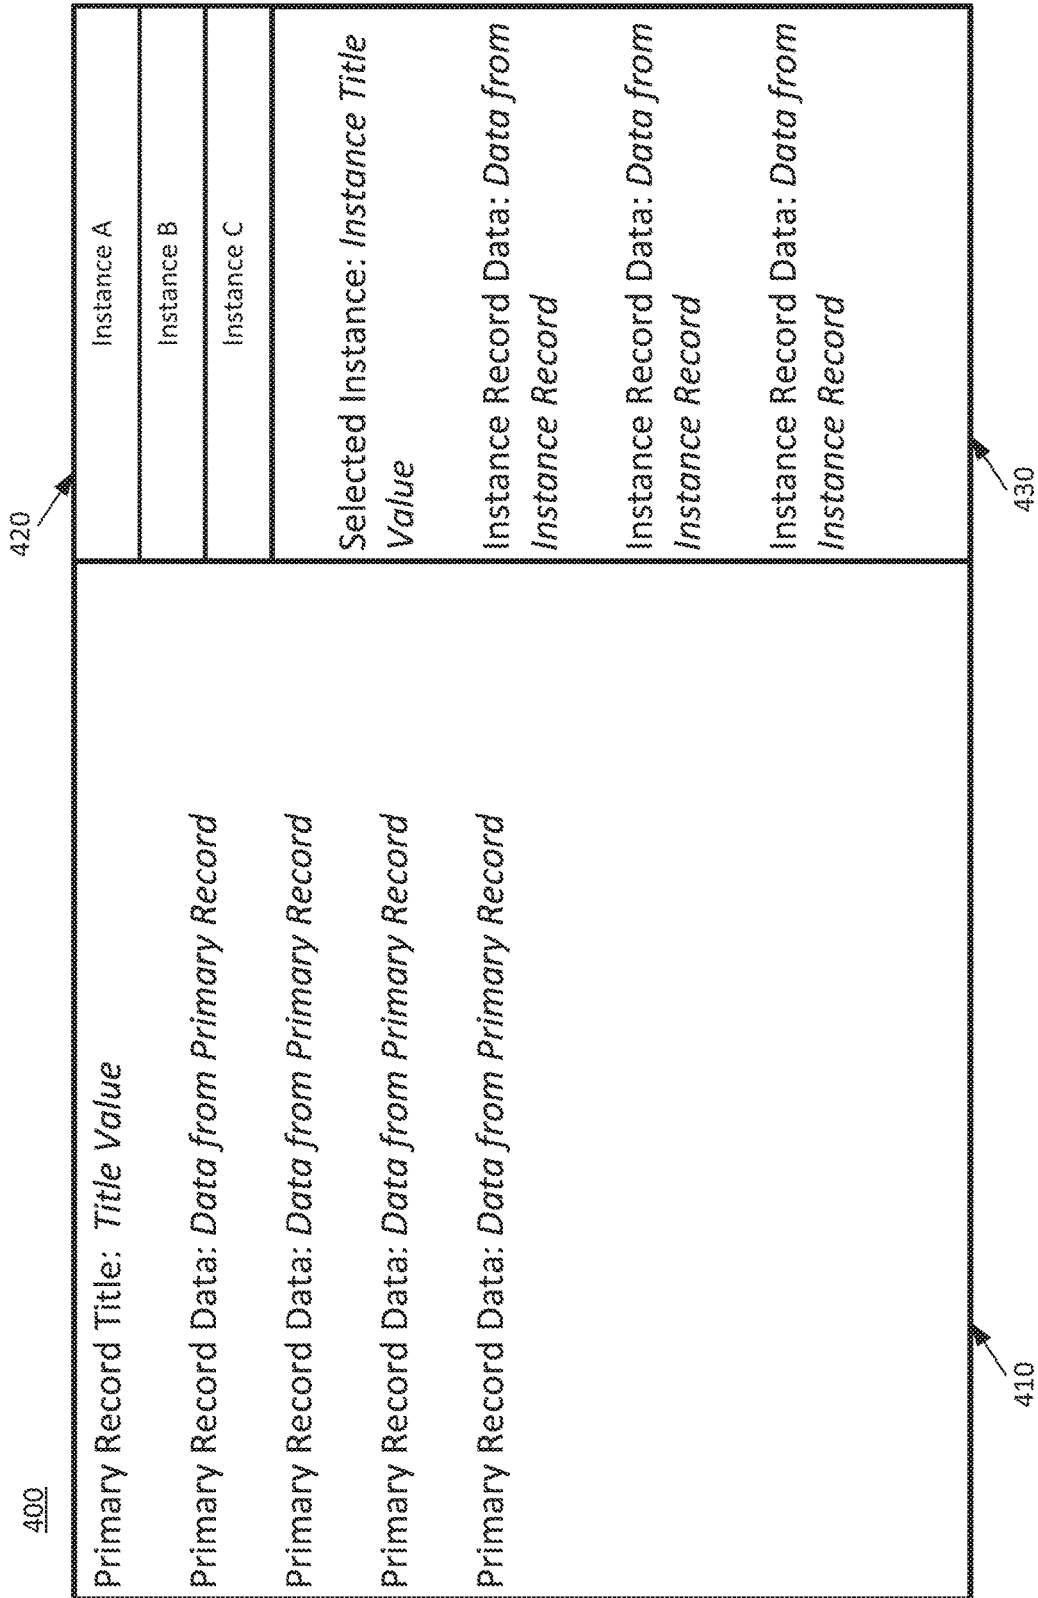 400
Primary Record Title: Title Value
Primary Record Data: Data from Primary Record
Primary Record Data: Data from Primary Record
Primary Record Data: Data from Primary Record
Primary Record Data: Data from Primary Record
410
420
Instance A
Instance B
Instance C
Selected Instance: Instance Title
Value
Instance Record Data: Data from
Instance Record
Instance Record Data: Data from
Instance Record
Instance Record Data: Data from
Instance Record
430